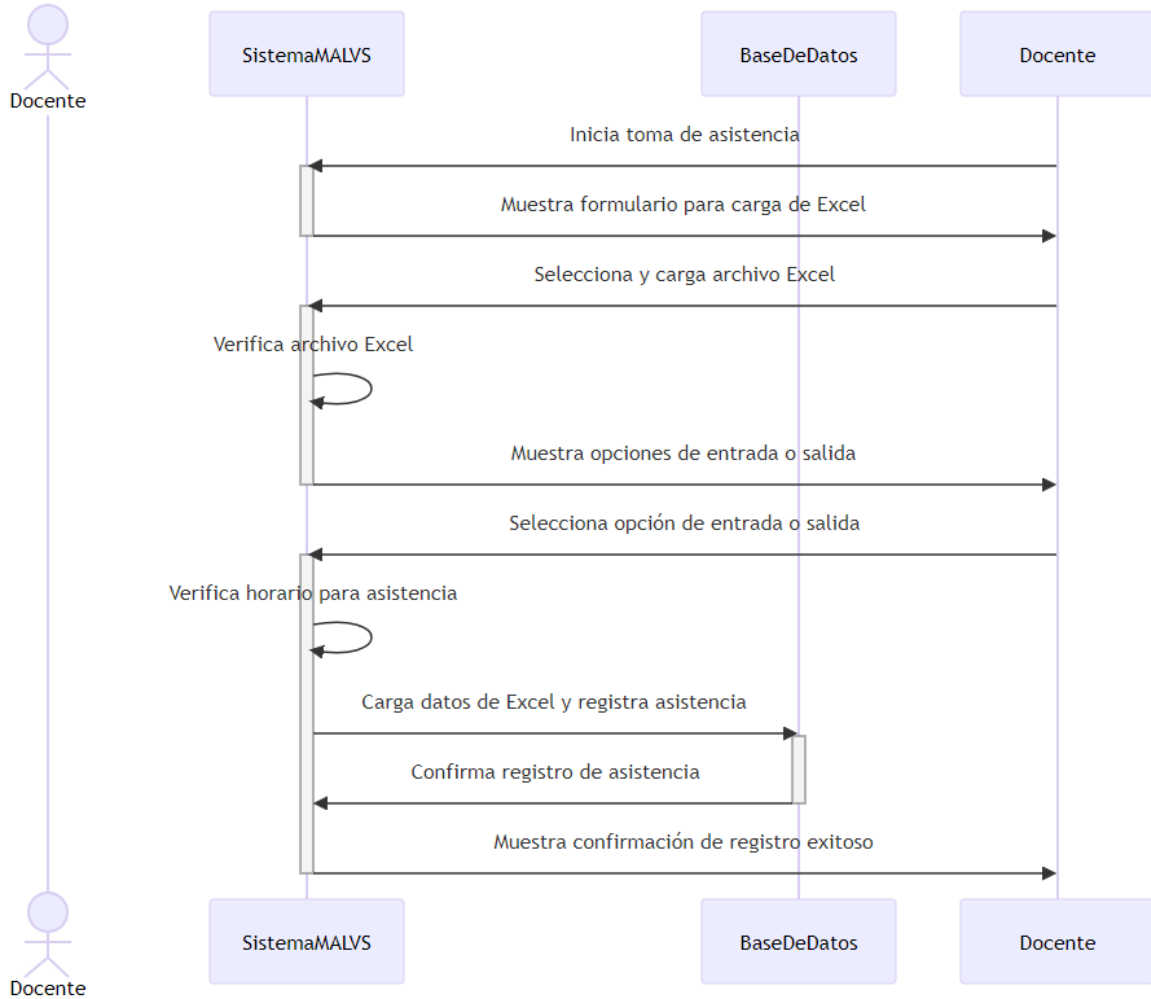 SistemaMALVS
BaseDeDatos
Docente
Docente
Inicia toma de asistencia
Muestra formulario para carga de Excel
Selecciona y carga archivo Excel
Verifica archivo Excel
Muestra opciones de entrada o salida
Selecciona opción de entrada o salida
Verifica horario para asistencia
Carga datos de Excel y registra asistencia
Confirma registro de asistencia
Muestra confirmación de registro exitoso
SistemaMALVS
BaseDeDatos
Docente
Docente